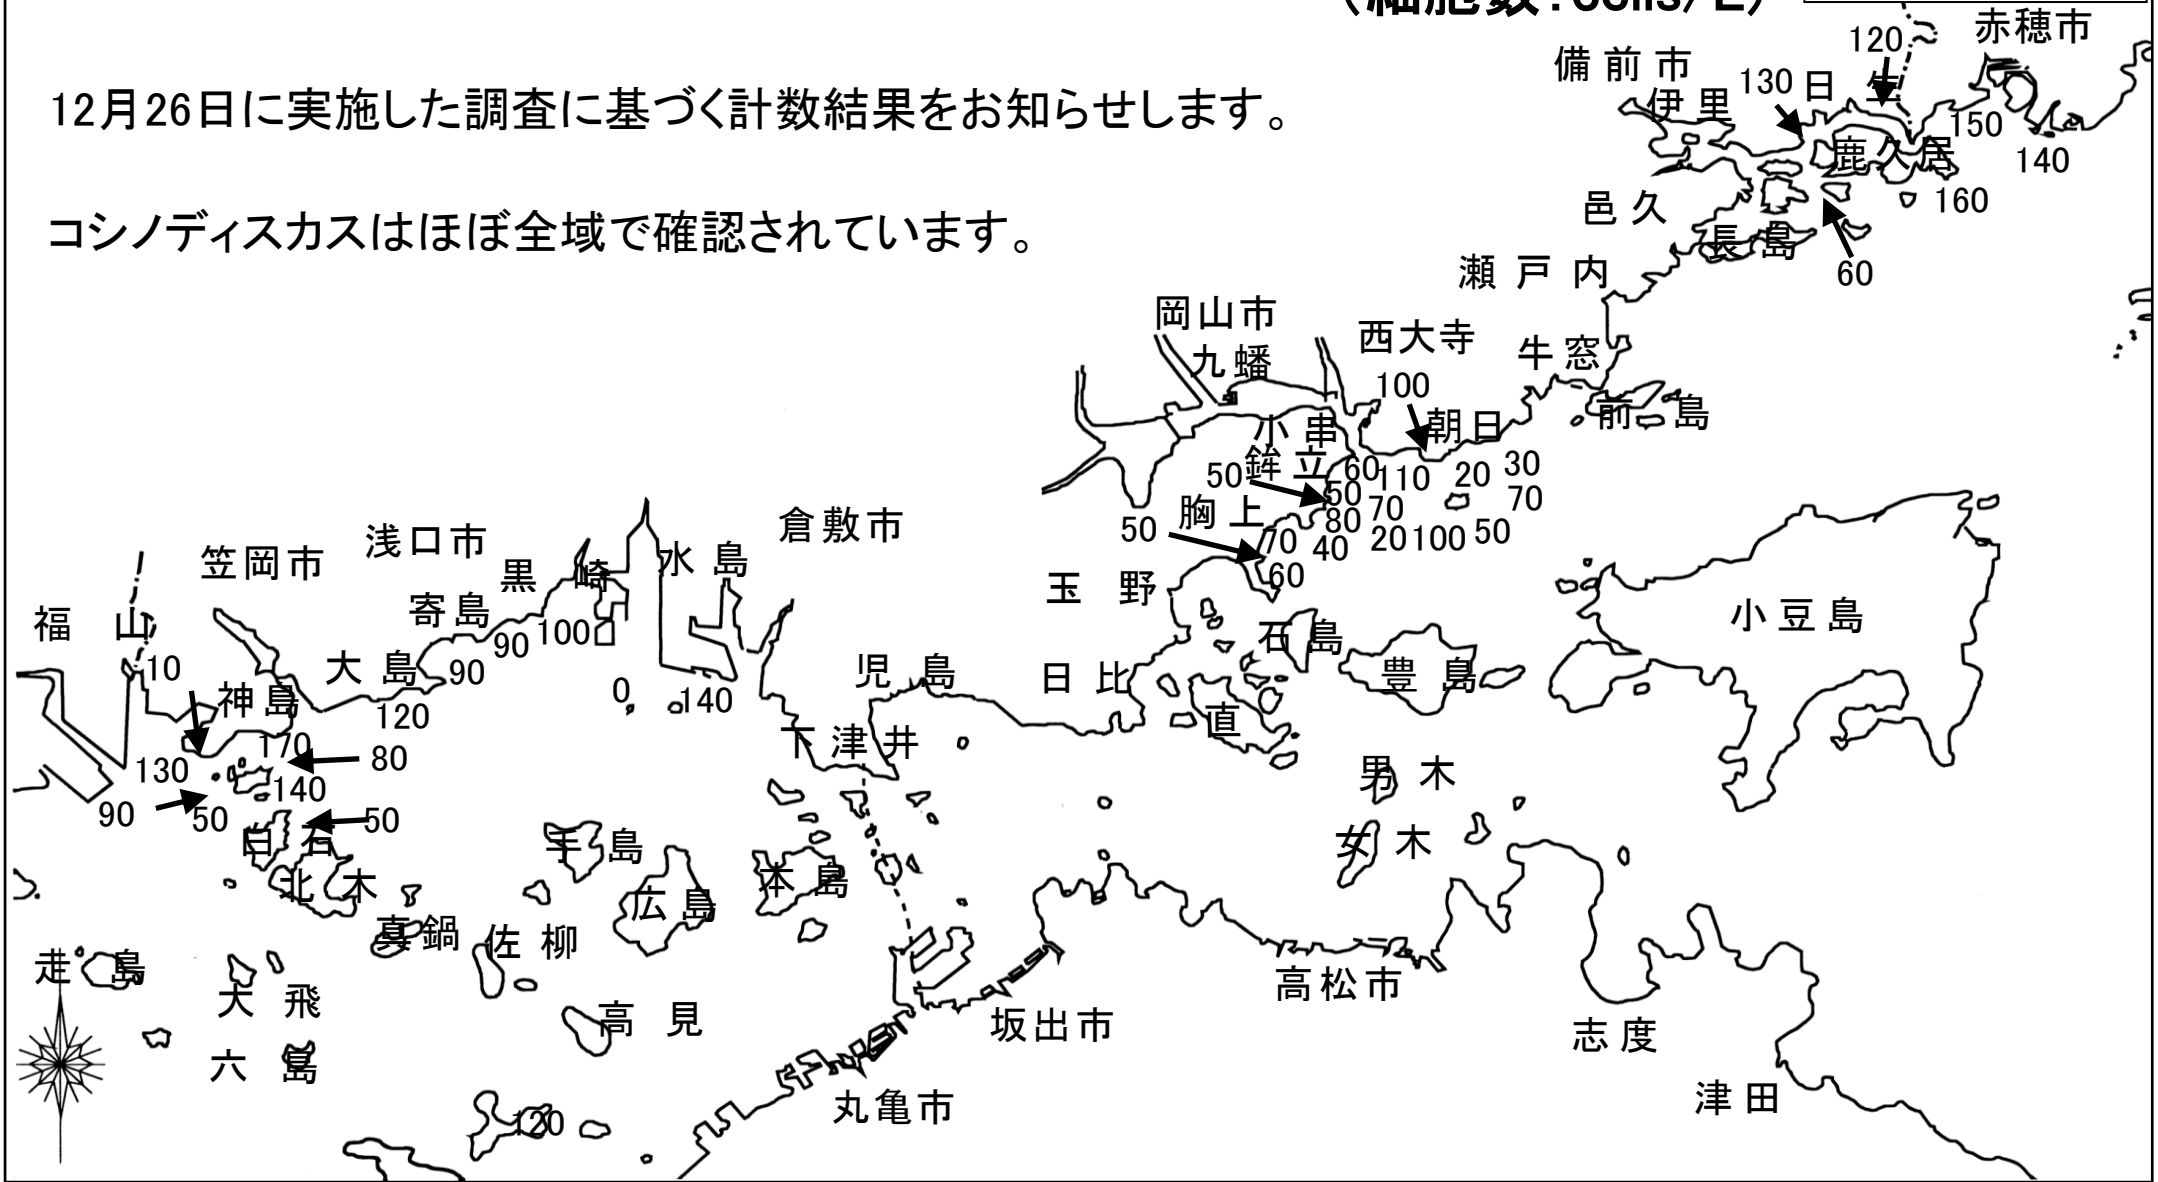 (細胞数:cells/L)
12月26日に実施した調査に基づく計数結果をお知らせします。
コシノディスカスはほぼ全域で確認されています。
赤穂市
120
備前市
130
日生
伊里
150
鹿久居
140
160
邑久
長島
60
瀬戸内
岡山市
西大寺
牛窓
九蟠
100
前島
小串
朝日
鉾立
50
60
110
20
30
50
70
70
胸上
80
20
100
50
50
70
40
60
倉敷市
浅口市
笠岡市
黒崎
水島
玉野
寄島
福山
小豆島
石島
90
100
10
大島
90
児島
日比
豊島
神島
0
140
120
直
170
下津井
80
130
男木
140
90
50
50
白石
手島
女木
北木
本島
広島
真鍋
佐柳
走島
高松市
大飛
高見
坂出市
志度
六島
津田
丸亀市
120